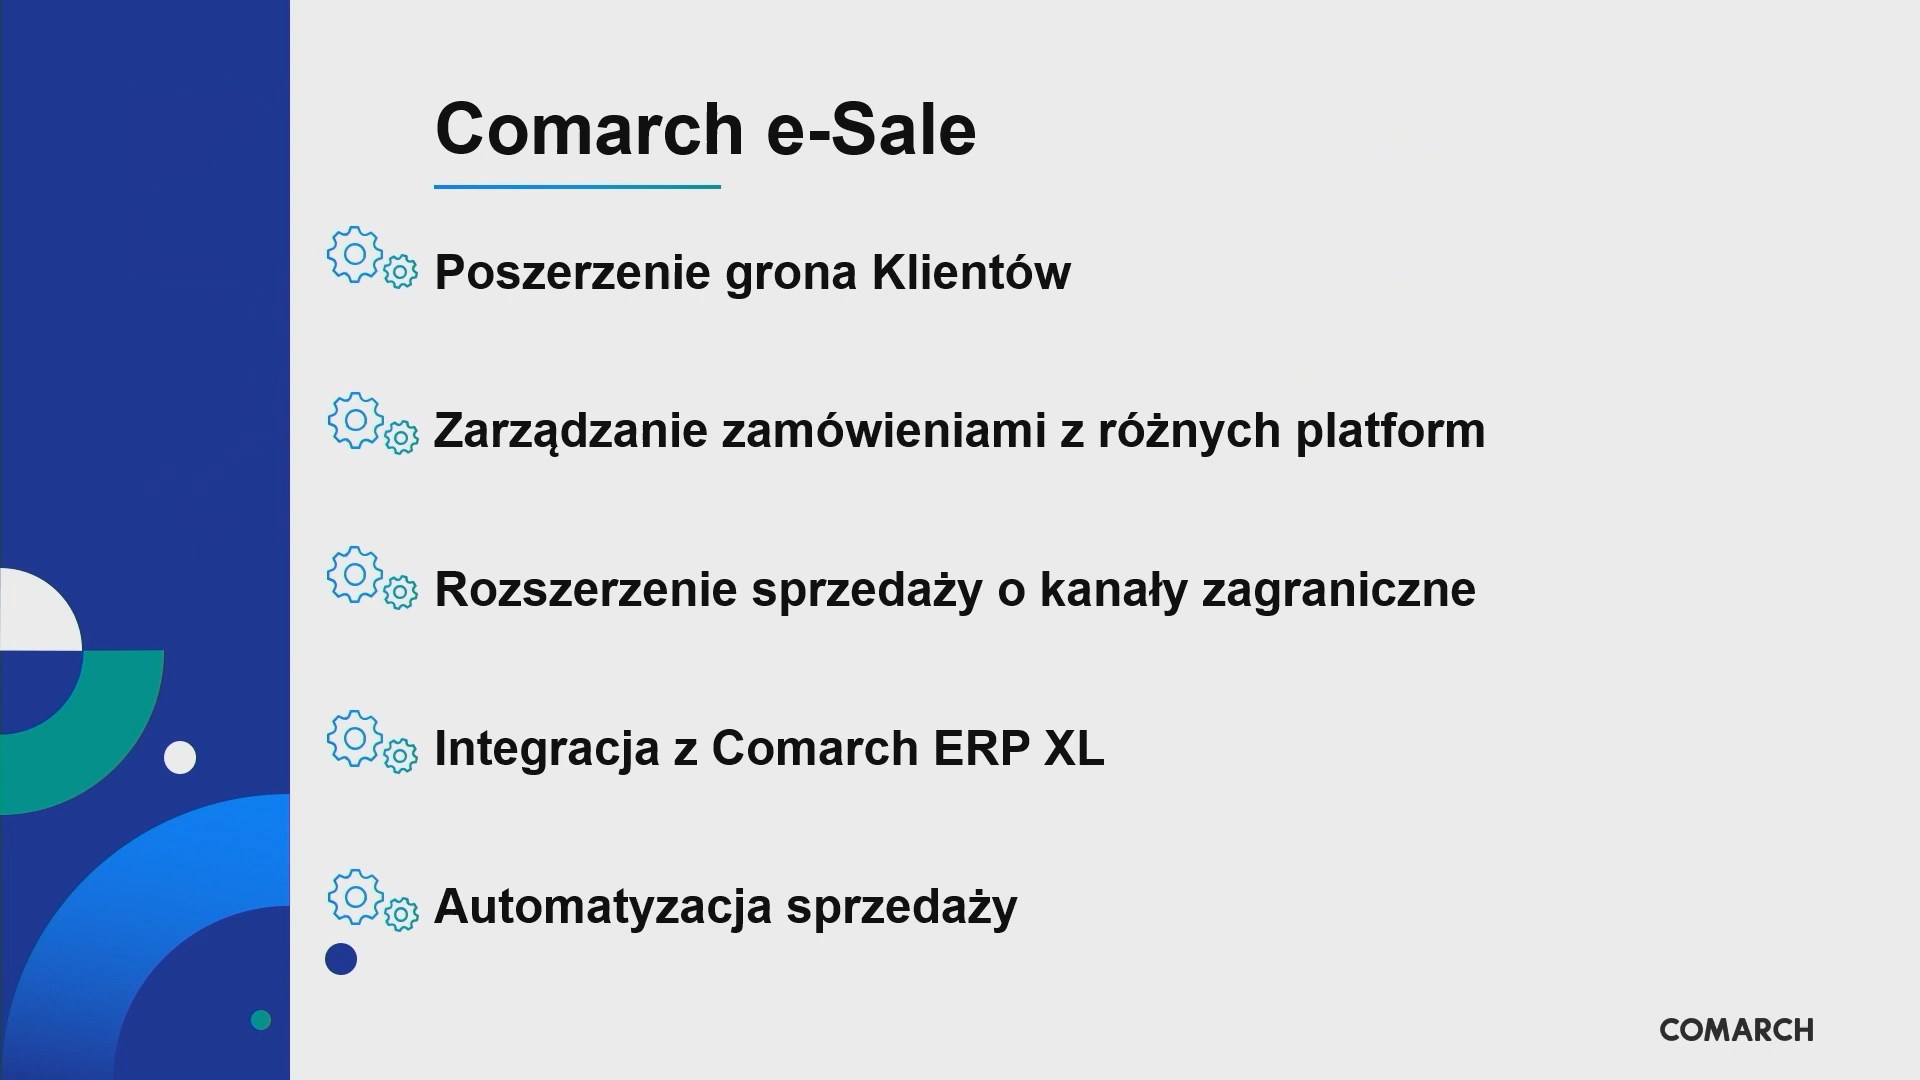 Comarch e-Sale
Poszerzenie grona Klientów
Zarządzanie zamówieniami z różnych platform
Rozszerzenie sprzedaży o kanały zagraniczne
Integracja z Comarch ERP XL
Automatyzacja sprzedaży
COMARCH